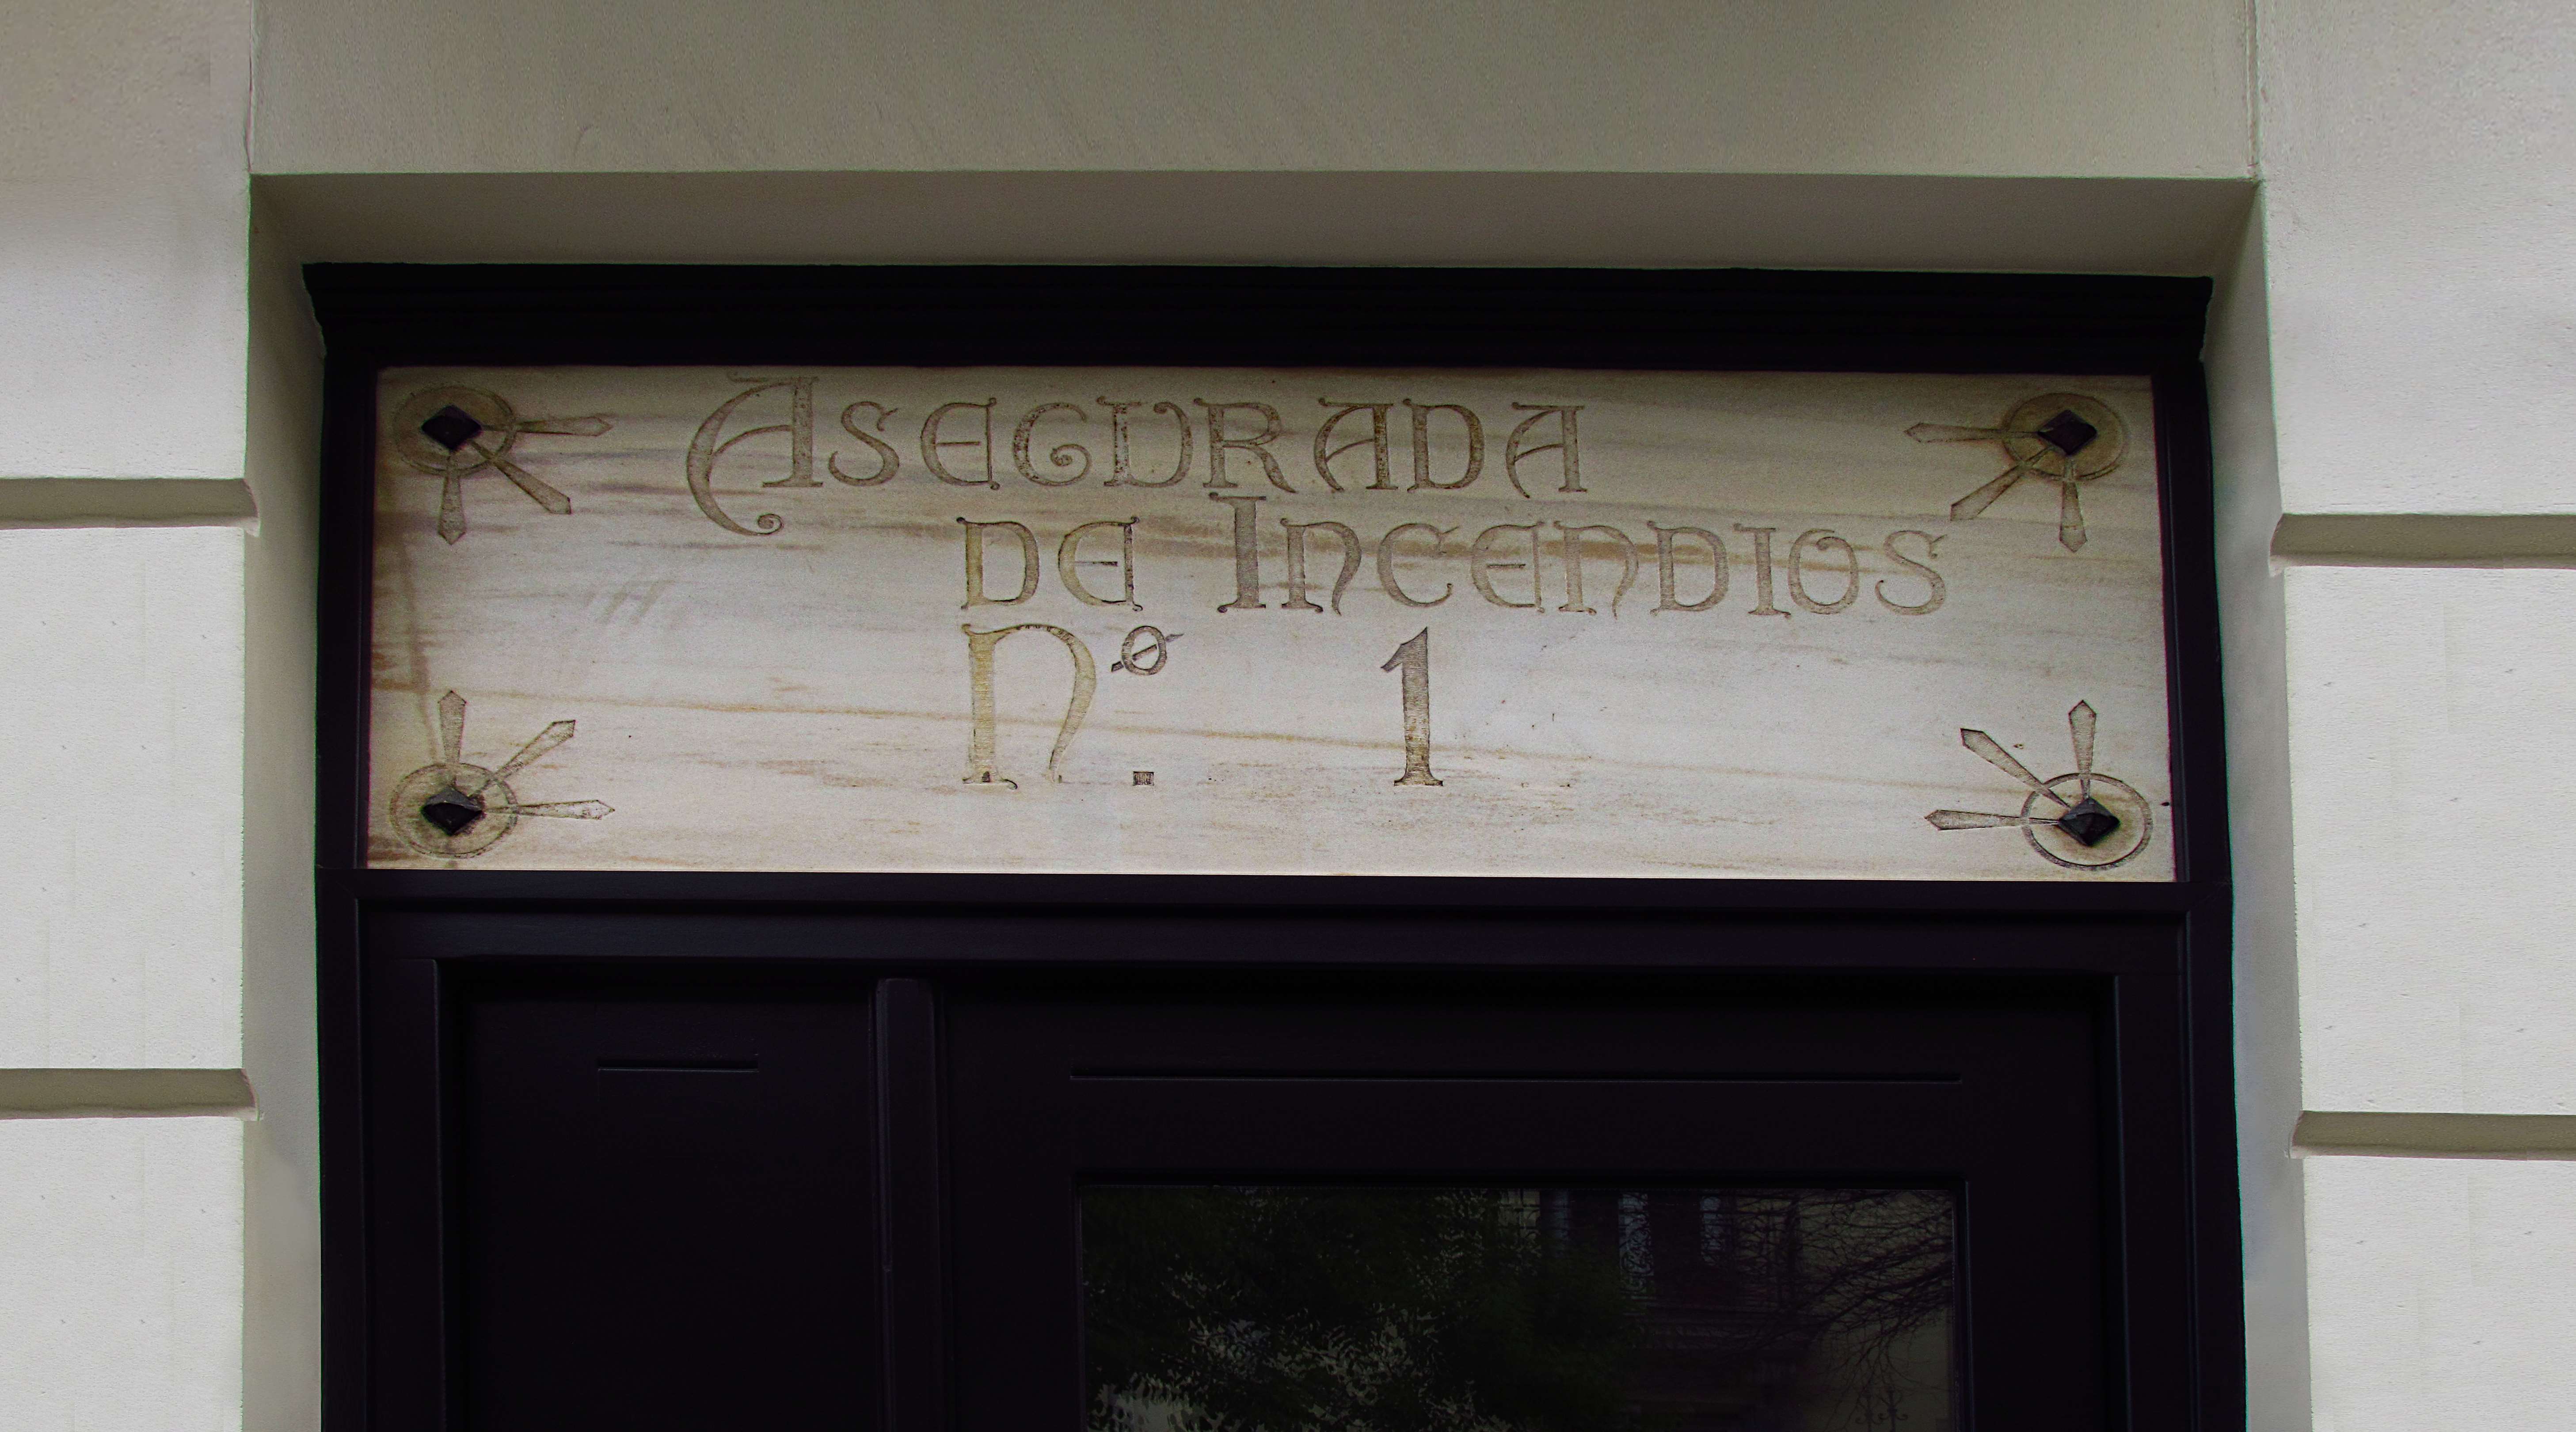 Asegurada
de Incendios
Nº. 1